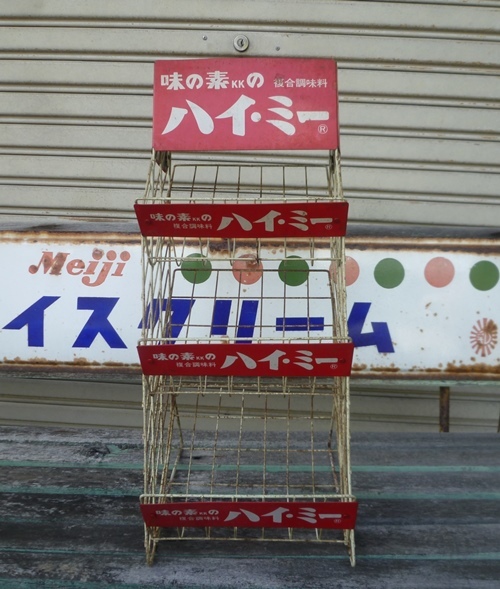 味の素KKの 複合調味料
ハイ・ミー®
味の素KKの
複合調味料
ハイ・ミー®
Meiji
イスクリーム
味の素KKの
複合調味料
ハイ・ミー®
味の素KKの
複合調味料
ハイ・ミー®